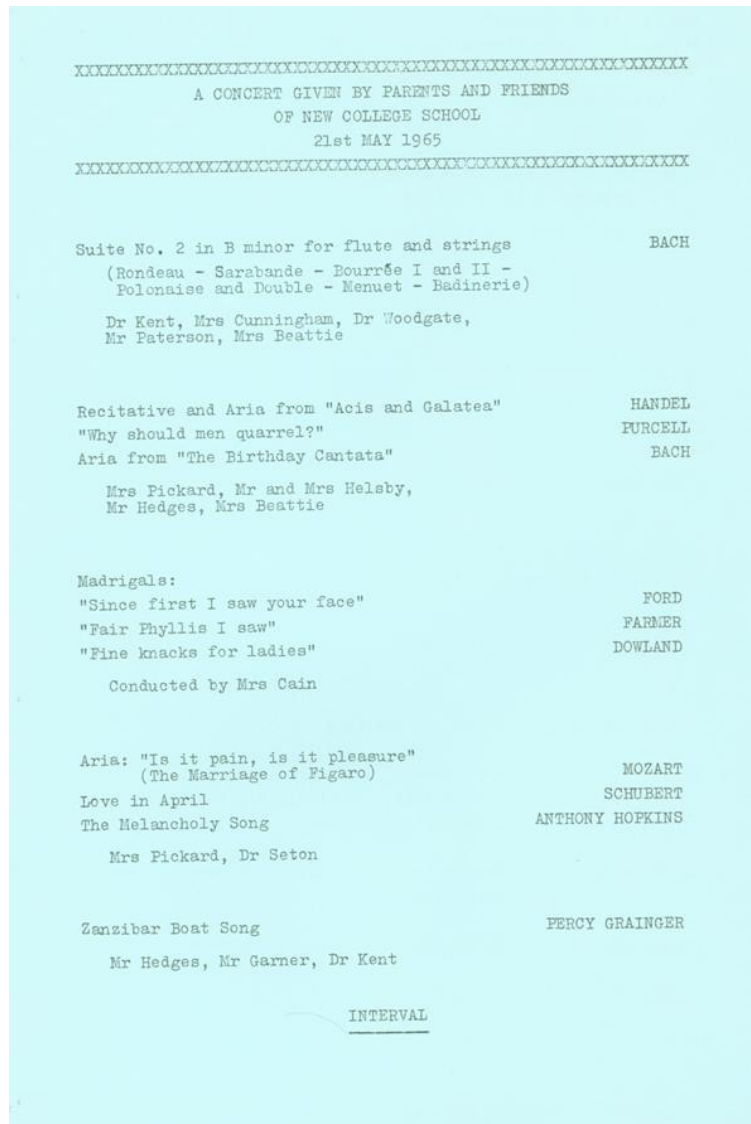 XXXXXXXXXXXXXXXXXXXXXXXXXXXXXXXXXXXXXXXXXXXXXXXXXXXXXXXXXXXXXXXXX
A CONCERT GIVEN BY PARENTS AND FRIENDS
OF NEW COLLEGE SCHOOL
21st MAY 1965
XXXXXXXXXXXXXXXXXXXXXXXXXXXXXXXXXXXXXXXXXXXXXXXXXXXXXXXXXXXXXXXXX
Suite No. 2 in B minor for flute and strings BACH
(Rondeau - Sarabande - Bourrée I and II -
Polonaise and Double - Menuet - Badinerie)
Dr Kent, Mrs Cunningham, Dr Woodgate,
Mr Paterson, Mrs Beattie
Recitative and Aria from "Acis and Galatea" HANDEL
"Why should men quarrel?" PURCELL
Aria from "The Birthday Cantata" BACH
Mrs Pickard, Mr and Mrs Helsby,
Mr Hedges, Mrs Beattie
Madrigals:
"Since first I saw your face" FORD
"Fair Phyllis I saw" FARMER
"Fine knacks for ladies" DOWLAND
Conducted by Mrs Cain
Aria: "Is it pain, is it pleasure"
(The Marriage of Figaro) MOZART
Love in April SCHUBERT
The Melancholy Song ANTHONY HOPKINS
Mrs Pickard, Dr Seton
Zanzibar Boat Song PERCY GRAINGER
Mr Hedges, Mr Garner, Dr Kent
INTERVAL